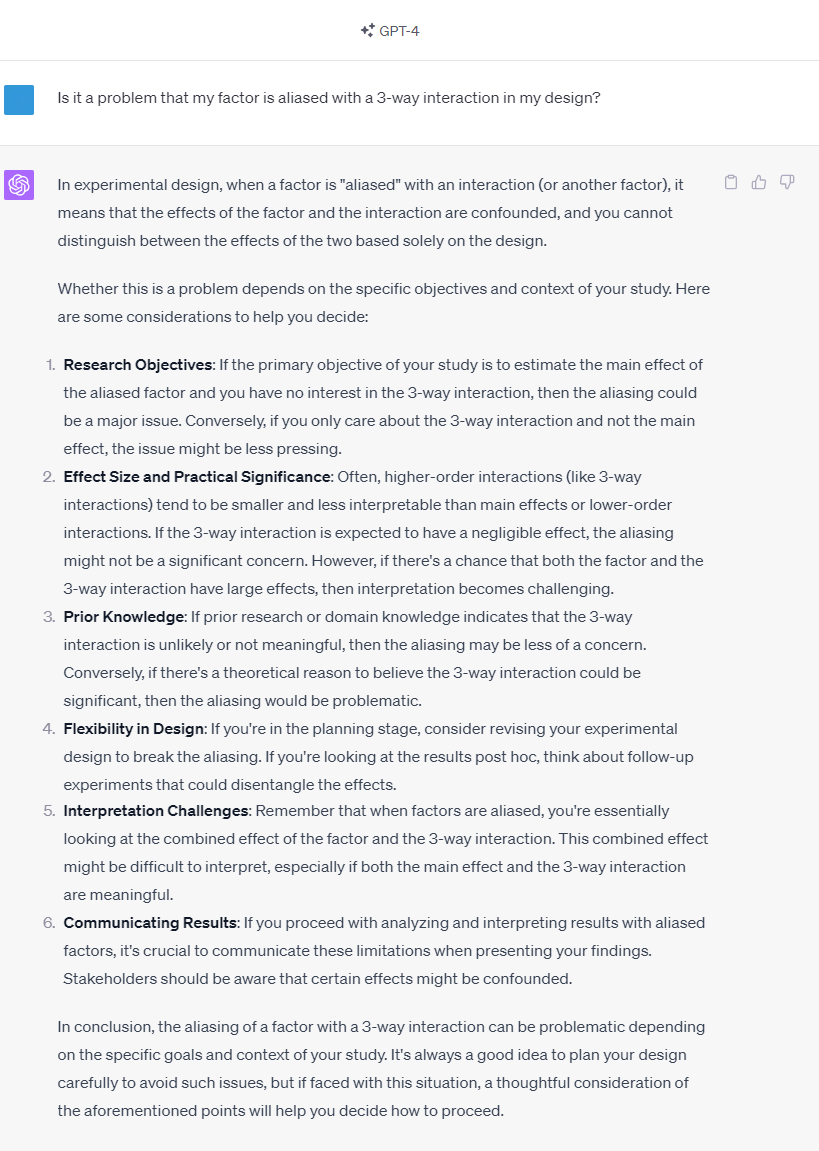 GPT-4
Is it a problem that my factor is aliased with a 3-way interaction in my design?
In experimental design, when a factor is "aliased" with an interaction (or another factor), it
means that the effects of the factor and the interaction are confounded, and you cannot
distinguish between the effects of the two based solely on the design.
Whether this is a problem depends on the specific objectives and context of your study. Here
are some considerations to help you decide:
1. Research Objectives: If the primary objective of your study is to estimate the main effect of
the aliased factor and you have no interest in the 3-way interaction, then the aliasing could
be a major issue. Conversely, if you only care about the 3-way interaction and not the main
effect, the issue might be less pressing.
2. Effect Size and Practical Significance: Often, higher-order interactions (like 3-way
interactions) tend to be smaller and less interpretable than main effects or lower-order
interactions. If the 3-way interaction is expected to have a negligible effect, the aliasing
might not be a significant concern. However, if there's a chance that both the factor and the
3-way interaction have large effects, then interpretation becomes challenging.
3. Prior Knowledge: If prior research or domain knowledge indicates that the 3-way
interaction is unlikely or not meaningful, then the aliasing may be less of a concern.
Conversely, if there's a theoretical reason to believe the 3-way interaction could be
significant, then the aliasing would be problematic.
4. Flexibility in Design: If you're in the planning stage, consider revising your experimental
design to break the aliasing. If you're looking at the results post hoc, think about follow-up
experiments that could disentangle the effects.
5. Interpretation Challenges: Remember that when factors are aliased, you're essentially
looking at the combined effect of the factor and the 3-way interaction. This combined effect
might be difficult to interpret, especially if both the main effect and the 3-way interaction
are meaningful.
6. Communicating Results: If you proceed with analyzing and interpreting results with aliased
factors, it's crucial to communicate these limitations when presenting your findings.
Stakeholders should be aware that certain effects might be confounded.
In conclusion, the aliasing of a factor with a 3-way interaction can be problematic depending
on the specific goals and context of your study. It's always a good idea to plan your design
carefully to avoid such issues, but if faced with this situation, a thoughtful consideration of
the aforementioned points will help you decide how to proceed.